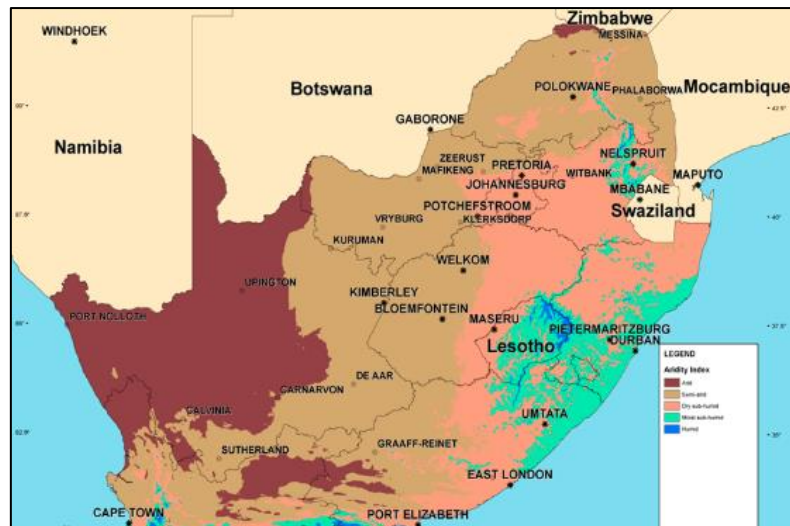 Zimbabwe
WINDHOEK
MESSINA
Botswana
POLOKWANE
PHALABORWA
Mocambique
GABORONE
Namibia
ZEERUST
MAFIKENG
PRETORIA
NELSPRUIT
JOHANNESBURG
WITBANK
MAPUTO
MBABANE
POTCHEFSTROOM
KLERKSDORP
Swaziland
VRYBURG
KURUMAN
WELKOM
UPINGTON
KIMBERLEY
BLOEMFONTEIN
PORT NOLLOTH
MASERU
PIETERMARITZBURG
Lesotho
DURBAN
LEGEND
Aridity Index
Arid
Semi-arid
Dry sub-humid
Moist sub-humid
Humid
DE AAR
CARNARVON
CALVINIA
UMTATA
SUTHERLAND
GRAAFF-REINET
EAST LONDON
CAPE TOWN
PORT ELIZABETH